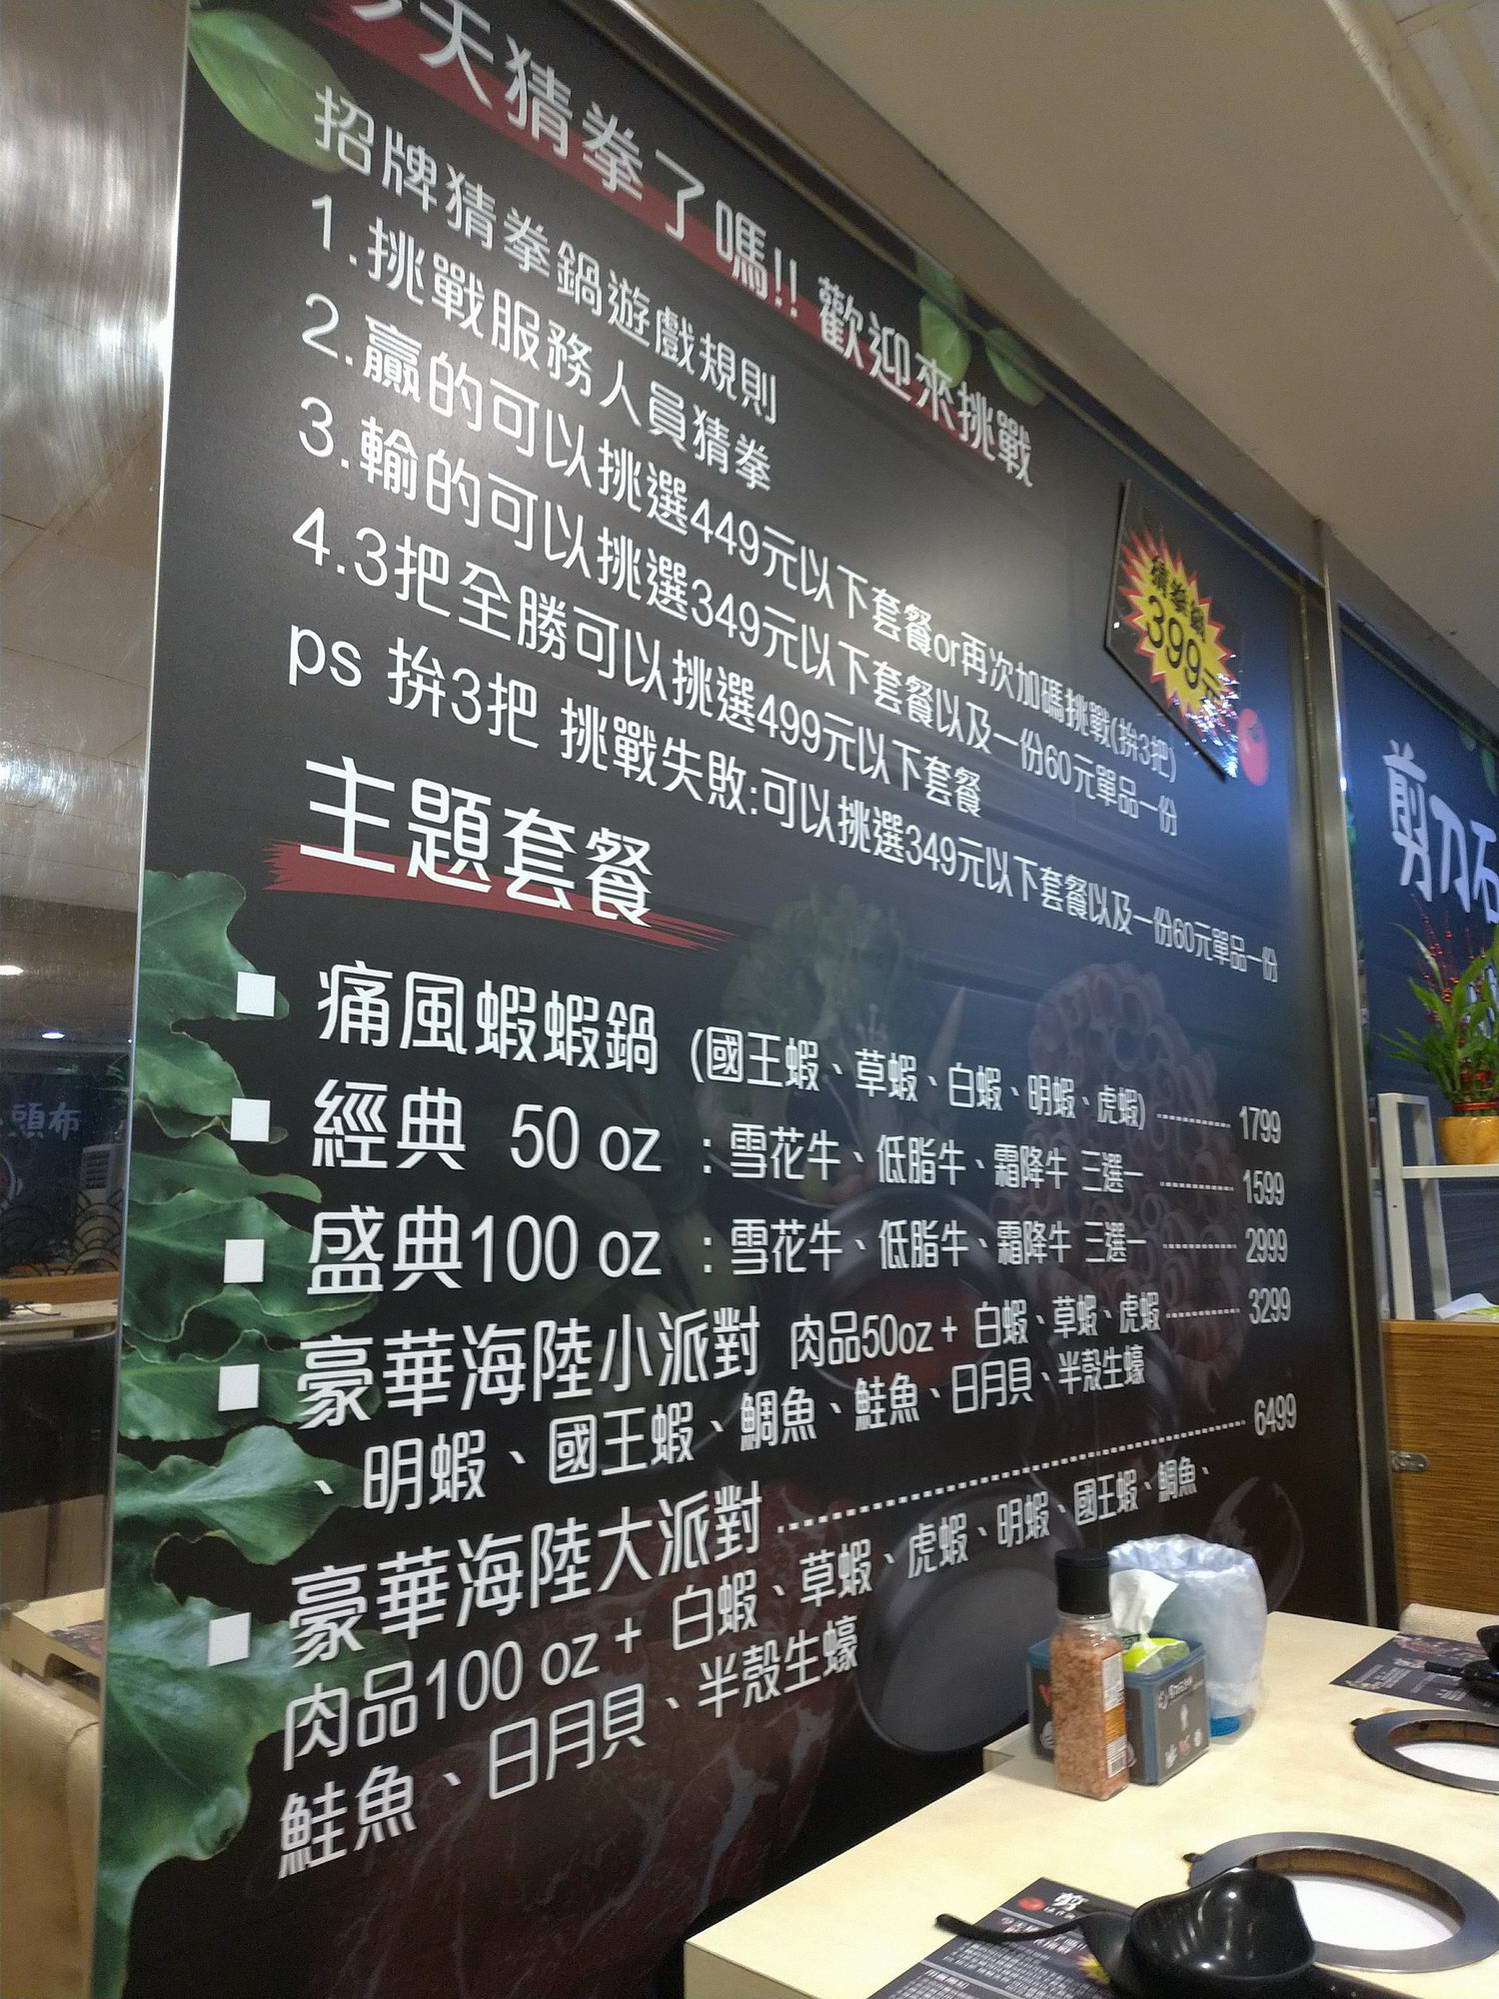 天猜拳了嗎!! 歡迎來挑戰
招牌猜拳鍋遊戲規則
1.挑戰服務人員猜拳
2.贏的可以挑選449元以下套餐or再次加碼挑戰(拚3把)
3.輸的可以挑選349元以下套餐以及一份60元單品一份
4.3把全勝可以挑選499元以下套餐
ps 拚3把 挑戰失敗:可以挑選349元以下套餐以及一份60元單品一份
猜拳鍋
399元
主題套餐
■ 痛風蝦蝦鍋 (國王蝦、草蝦、白蝦、明蝦、虎蝦) ………… 1799
■ 經典 50 oz :雪花牛、低脂牛、霜降牛 三選一 ………… 1599
■ 盛典100 oz :雪花牛、低脂牛、霜降牛 三選一 ………… 2999
■ 豪華海陸小派對 肉品50oz + 白蝦、草蝦、虎蝦 ………… 3299
、明蝦、國王蝦、鯛魚、鮭魚、日月貝、半殼生蠔
■ 豪華海陸大派對 ………… 6499
肉品100 oz + 白蝦、草蝦、虎蝦、明蝦、國王蝦、鯛魚、
鮭魚、日月貝、半殼生蠔
剪刀石
頭布
剪